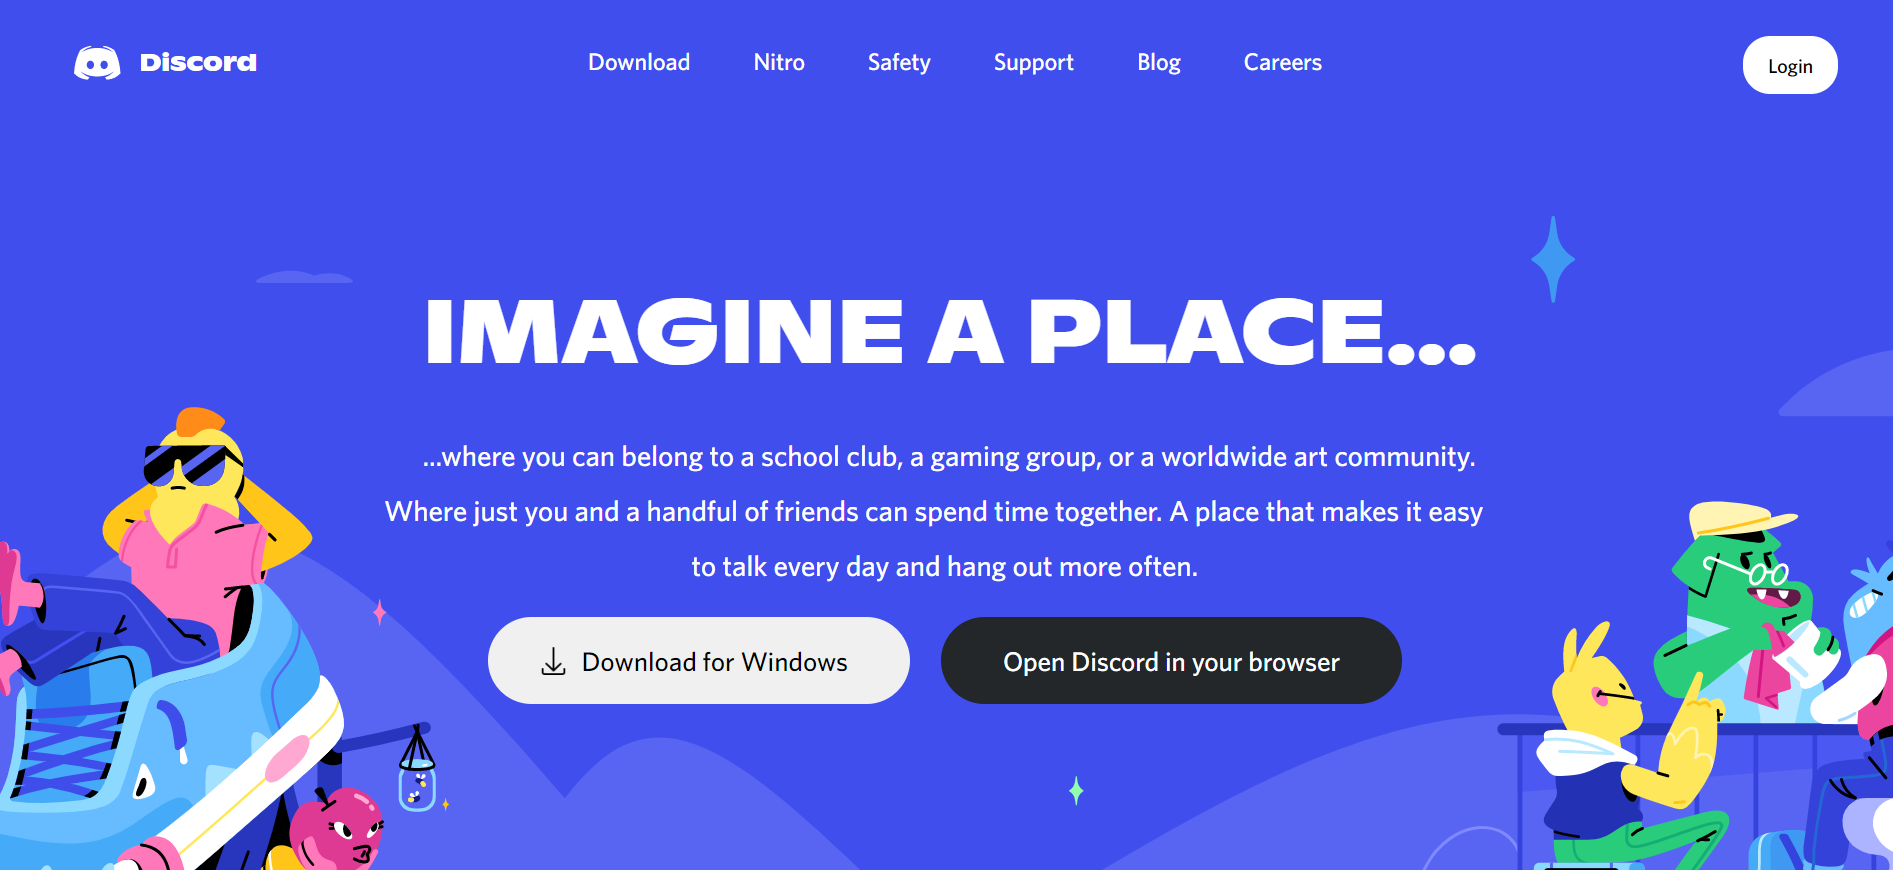 Discord
Download Nitro Safety Support Blog Careers
Login
IMAGINE A PLACE...
...where you can belong to a school club, a gaming group, or a worldwide art community.
Where just you and a handful of friends can spend time together. A place that makes it easy
to talk every day and hang out more often.
Download for Windows
Open Discord in your browser